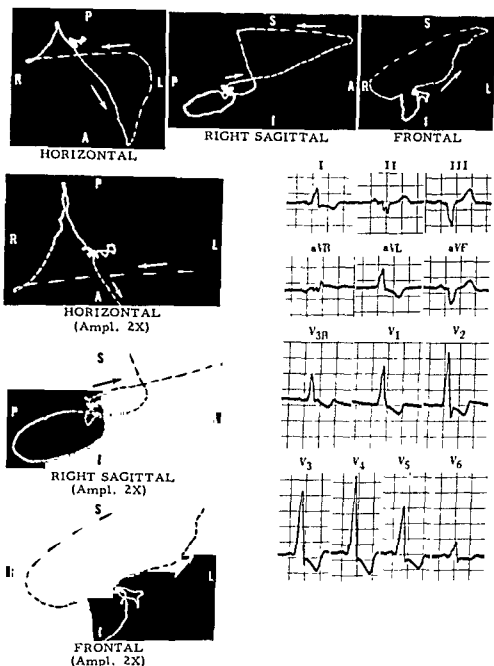 P
R
L
A
HORIZONTAL
S
P
A
I
RIGHT SAGITTAL
S
R
L
I
FRONTAL
P
R
L
A
HORIZONTAL
(Ampl. 2X)
S
P
I
RIGHT SAGITTAL
(Ampl. 2X)
S
L
FRONTAL
(Ampl. 2X)
I II III
aVR aVL aVF
V3R V1 V2
V3 V4 V5 V6